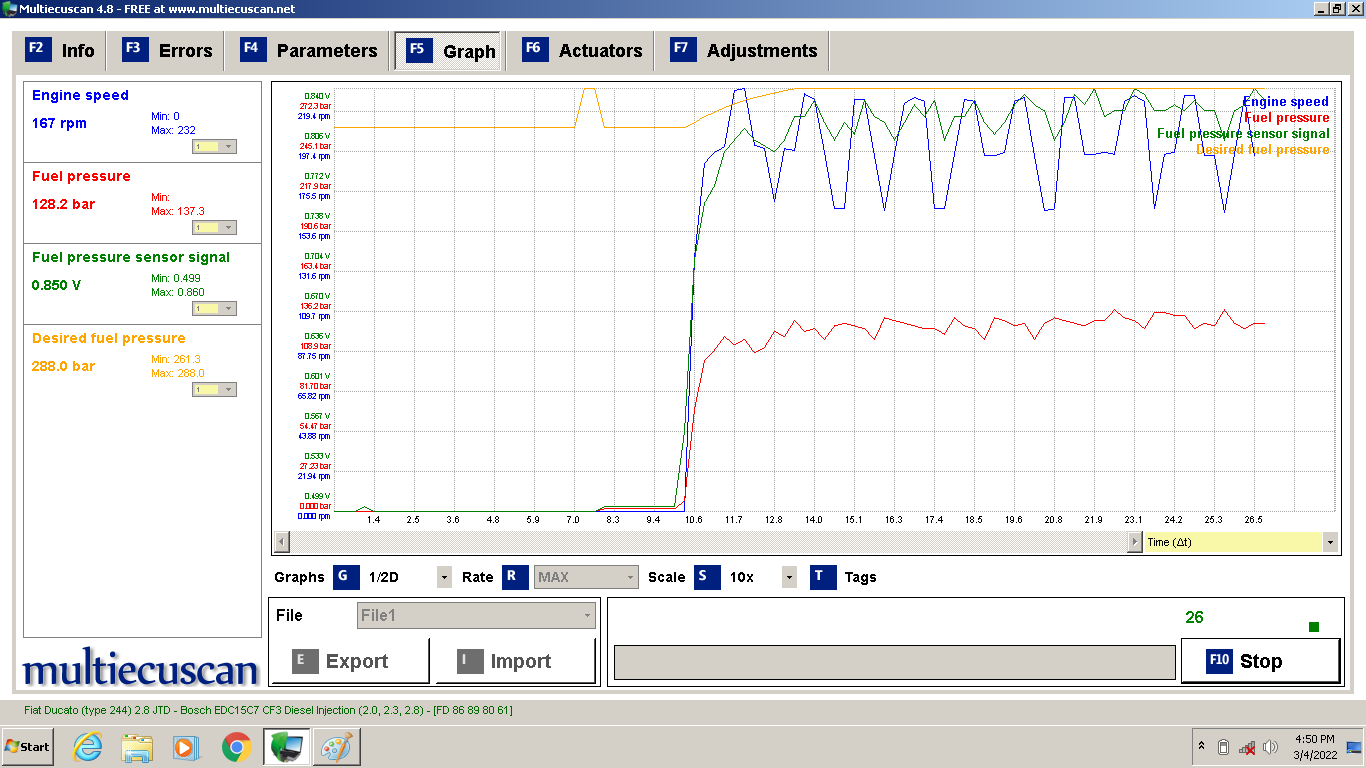 Multiecuscan 4.8 - FREE at www.multiecuscan.net
F2 Info F3 Errors F4 Parameters F5 Graph F6 Actuators F7 Adjustments
Engine speed
167 rpm
Min: 0
Max: 232
1
Fuel pressure
128.2 bar
Min:
Max: 137.3
1
Fuel pressure sensor signal
0.850 V
Min: 0.499
Max: 0.860
1
Desired fuel pressure
288.0 bar
Min: 261.3
Max: 288.0
1
multiecuscan
0.840 V
272.3 bar
219.4 rpm
0.806 V
245.1 bar
197.4 rpm
0.772 V
217.9 bar
175.5 rpm
0.738 V
190.6 bar
153.6 rpm
0.704 V
163.4 bar
131.6 rpm
0.670 V
136.2 bar
109.7 rpm
0.636 V
108.9 bar
87.75 rpm
0.601 V
81.70 bar
65.82 rpm
0.567 V
54.47 bar
43.88 rpm
0.533 V
27.23 bar
21.94 rpm
0.499 V
0.000 bar
0.000 rpm
Engine speed
Fuel pressure
Fuel pressure sensor signal
Desired fuel pressure
1.4 2.5 3.6 4.8 5.9 7.0 8.3 9.4 10.6 11.7 12.8 14.0 15.1 16.3 17.4 18.5 19.6 20.8 21.9 23.1 24.2 25.3 26.5
Time (Δt)
Graphs G 1/2D Rate R MAX Scale S 10x T Tags
File File1
E Export I Import
26
F10 Stop
Fiat Ducato (type 244) 2.8 JTD - Bosch EDC15C7 CF3 Diesel Injection (2.0, 2.3, 2.8) - [FD 86 89 80 61]
Start
4:50 PM
3/4/2022